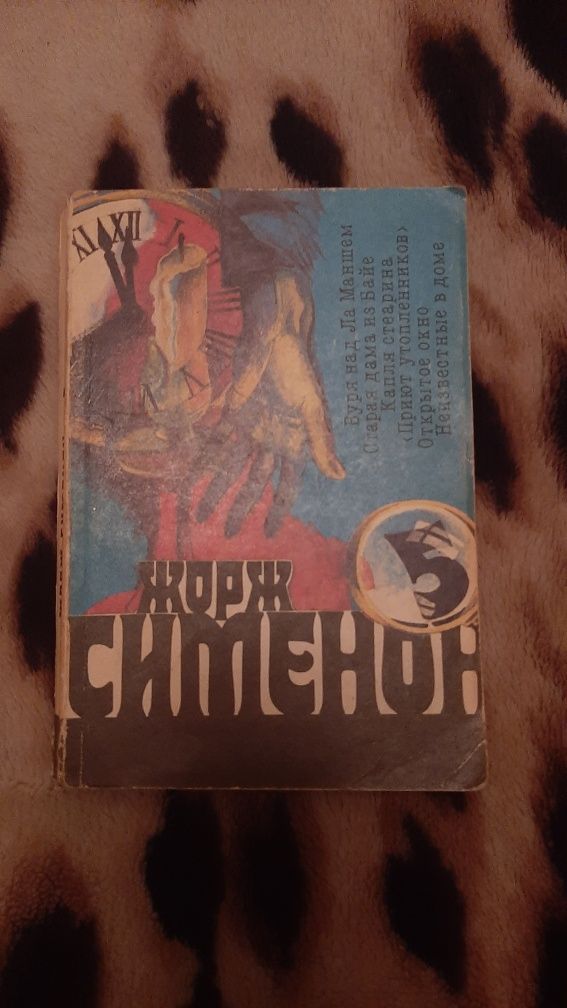 Буря над Ла Маншем
Старая дама из Байе
Капля стеарина
«Приют утопленников»
Открытое окно
Неизвестные в доме
5
ЖОРЖ
СИМЕНОН
XII
I